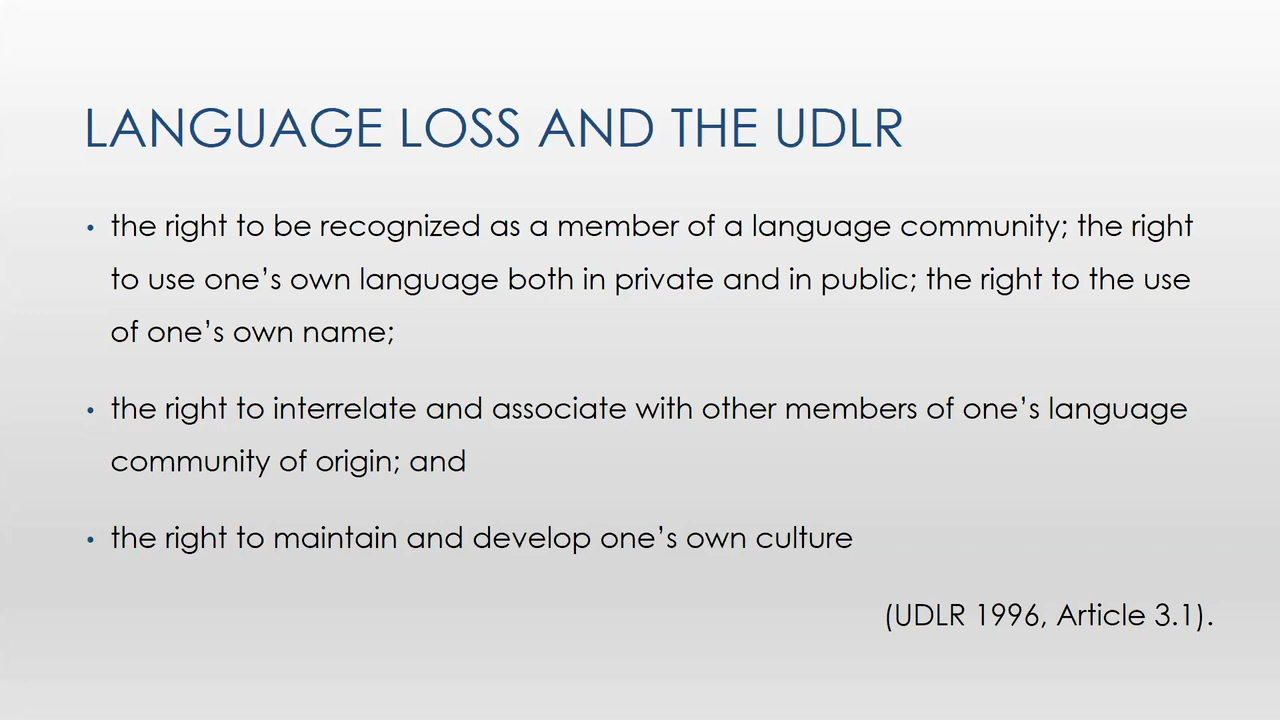 LANGUAGE LOSS AND THE UDLR
• the right to be recognized as a member of a language community; the right
to use one’s own language both in private and in public; the right to the use
of one’s own name;
• the right to interrelate and associate with other members of one’s language
community of origin; and
• the right to maintain and develop one’s own culture
(UDLR 1996, Article 3.1).